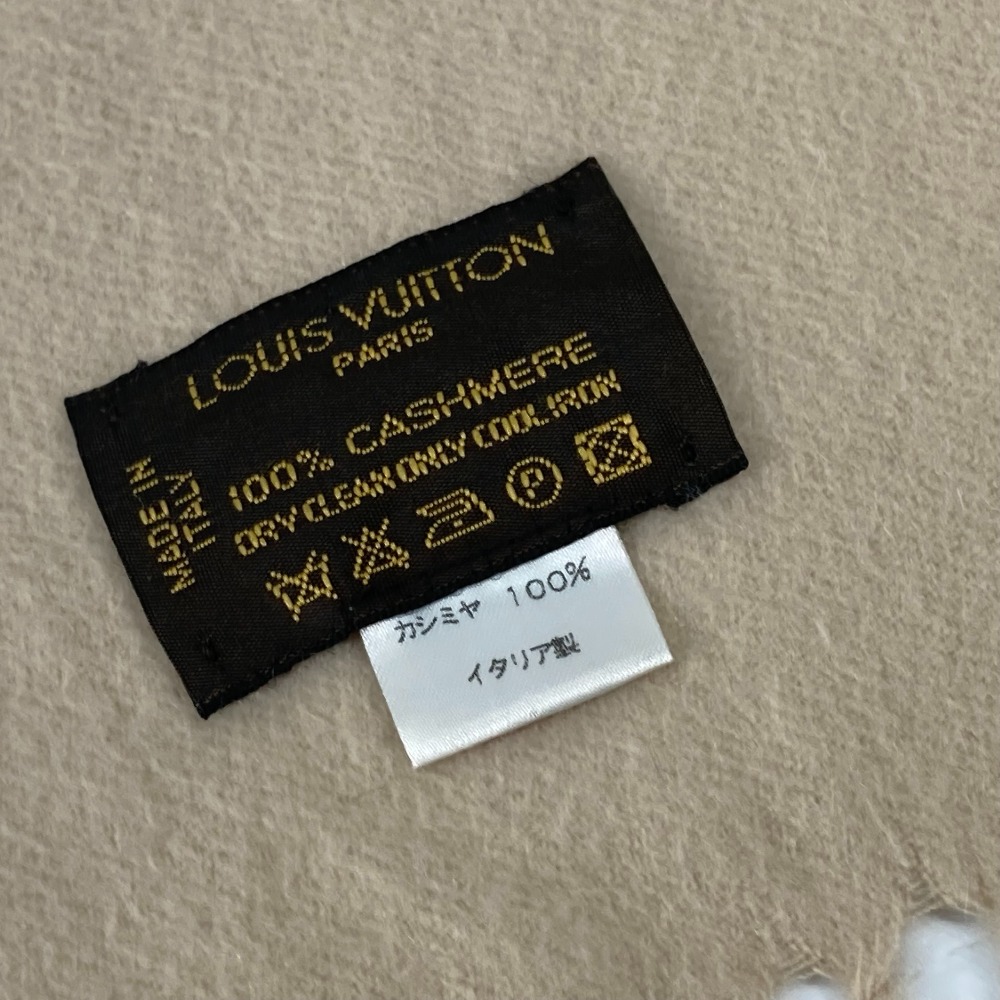 LOUIS VUITTON
PARIS
100% CASHMERE
DRY CLEAN ONLY COOL IRON
MADE IN
ITALY
P
カシミヤ 100%
イタリア製